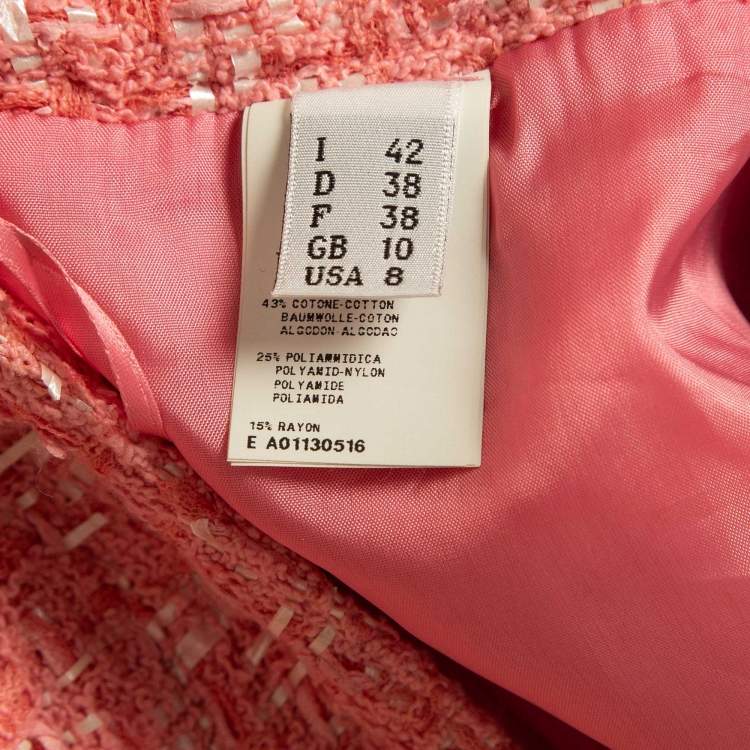 I 42
D 38
F 38
GB 10
USA 8
43% COTONE-COTTON
BAUMWOLLE-COTON
ALGODON-ALGODAO
25% POLIAMMIDICA
POLYAMID-NYLON
POLYAMIDE
POLIAMIDA
15% RAYON
E A01130516